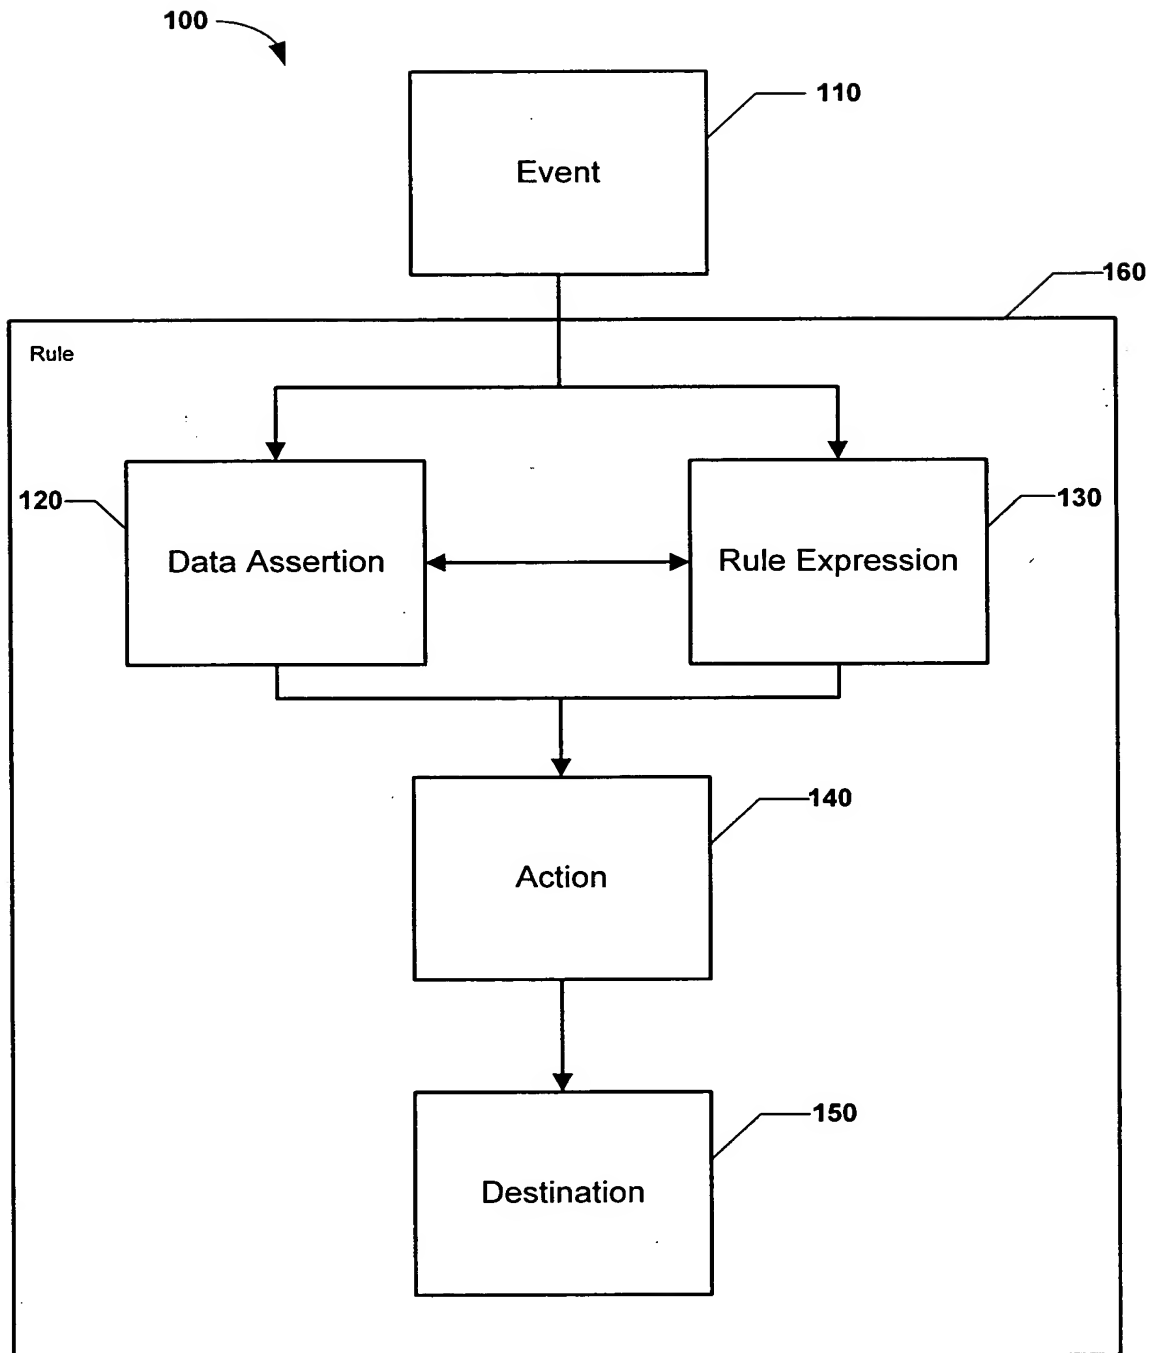 100
110
Event
160
Rule
120
Data Assertion
130
Rule Expression
140
Action
150
Destination